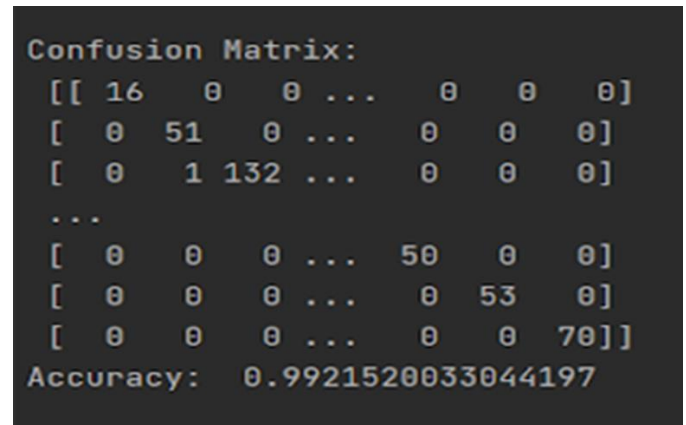 Confusion Matrix:
[[ 16 0 0 ... 0 0 0]
[ 0 51 0 ... 0 0 0]
[ 0 1 132 ... 0 0 0]
...
[ 0 0 0 ... 50 0 0]
[ 0 0 0 ... 0 53 0]
[ 0 0 0 ... 0 0 70]]
Accuracy: 0.9921520033044197